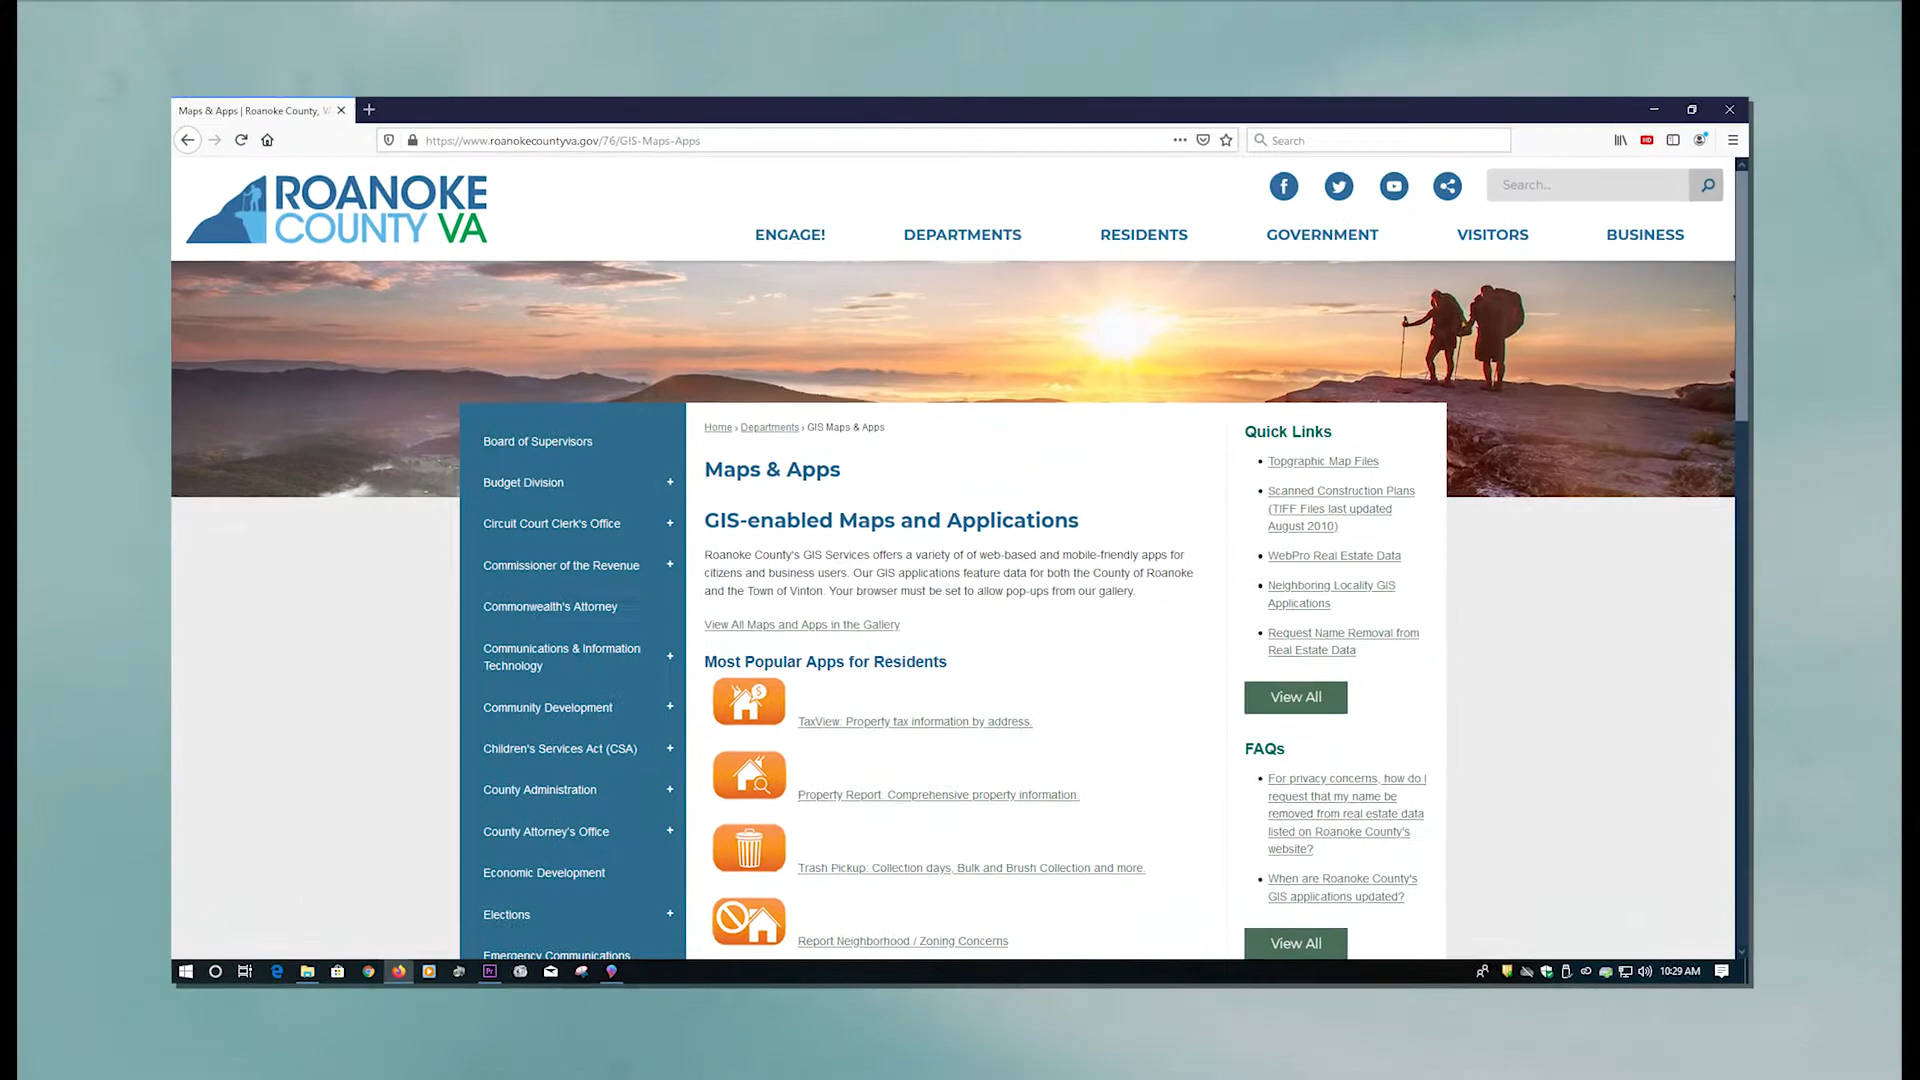 Maps & Apps | Roanoke County, V
https://www.roanokecountyva.gov/76/GIS-Maps-Apps
Search
HD
ROANOKE
COUNTY VA
Search...
ENGAGE!
DEPARTMENTS
RESIDENTS
GOVERNMENT
VISITORS
BUSINESS
Board of Supervisors
Budget Division +
Circuit Court Clerk's Office +
Commissioner of the Revenue +
Commonwealth's Attorney
Communications & Information +
Technology
Community Development +
Children's Services Act (CSA) +
County Administration +
County Attorney's Office +
Economic Development
Elections +
Emergency Communications
Home › Departments › GIS Maps & Apps
Maps & Apps
GIS-enabled Maps and Applications
Roanoke County's GIS Services offers a variety of of web-based and mobile-friendly apps for
citizens and business users. Our GIS applications feature data for both the County of Roanoke
and the Town of Vinton. Your browser must be set to allow pop-ups from our gallery.
View All Maps and Apps in the Gallery
Most Popular Apps for Residents
$
TaxView: Property tax information by address.
Property Report: Comprehensive property information.
Trash Pickup: Collection days, Bulk and Brush Collection and more.
Report Neighborhood / Zoning Concerns
Quick Links
• Topgraphic Map Files
• Scanned Construction Plans
(TIFF Files last updated
August 2010)
• WebPro Real Estate Data
• Neighboring Locality GIS
Applications
• Request Name Removal from
Real Estate Data
View All
FAQs
• For privacy concerns, how do I
request that my name be
removed from real estate data
listed on Roanoke County's
website?
• When are Roanoke County's
GIS applications updated?
View All
Pr
10:29 AM